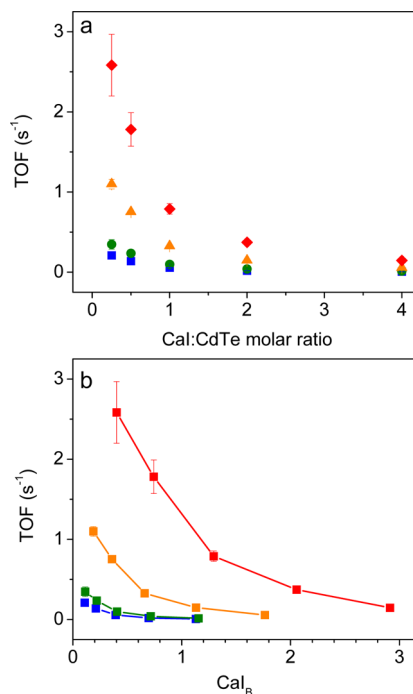 a
3
2
1
0
TOF (s⁻¹)
0 1 2 3 4
CaI:CdTe molar ratio
b
3
2
1
0
TOF (s⁻¹)
0 1 2 3
CaI_B